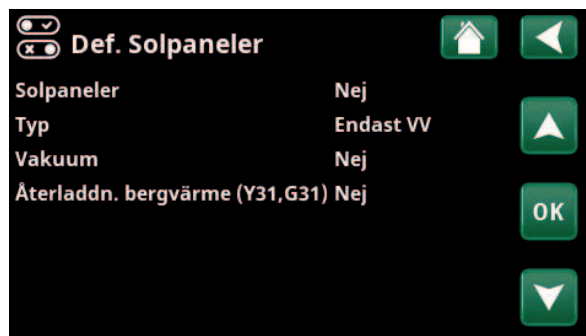 Def. Solpaneler
Solpaneler Nej
Typ Endast VV
Vakuum Nej
Återladdn. bergvärme (Y31,G31) Nej
OK